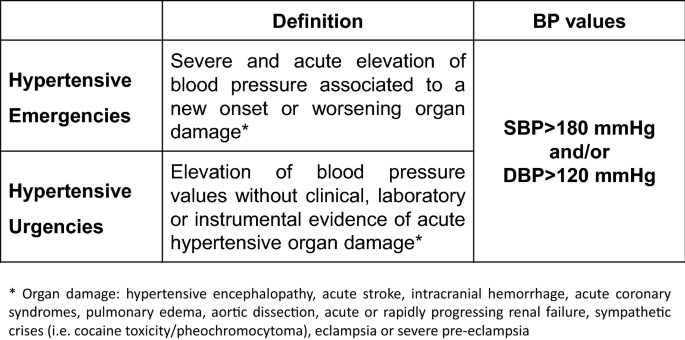 Definition
BP values
Hypertensive
Emergencies
Severe and acute elevation of
blood pressure associated to a
new onset or worsening organ
damage*
SBP>180 mmHg
and/or
DBP>120 mmHg
Hypertensive
Urgencies
Elevation of blood pressure
values without clinical, laboratory
or instrumental evidence of acute
hypertensive organ damage*
* Organ damage: hypertensive encephalopathy, acute stroke, intracranial hemorrhage, acute coronary
syndromes, pulmonary edema, aortic dissection, acute or rapidly progressing renal failure, sympathetic
crises (i.e. cocaine toxicity/pheochromocytoma), eclampsia or severe pre-eclampsia